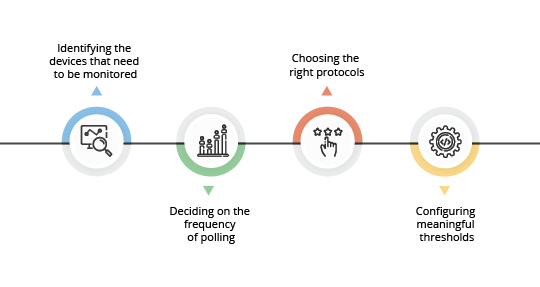 Identifying the
devices that need
to be monitored
Deciding on the
frequency
of polling
Choosing the
right protocols
Configuring
meaningful
thresholds